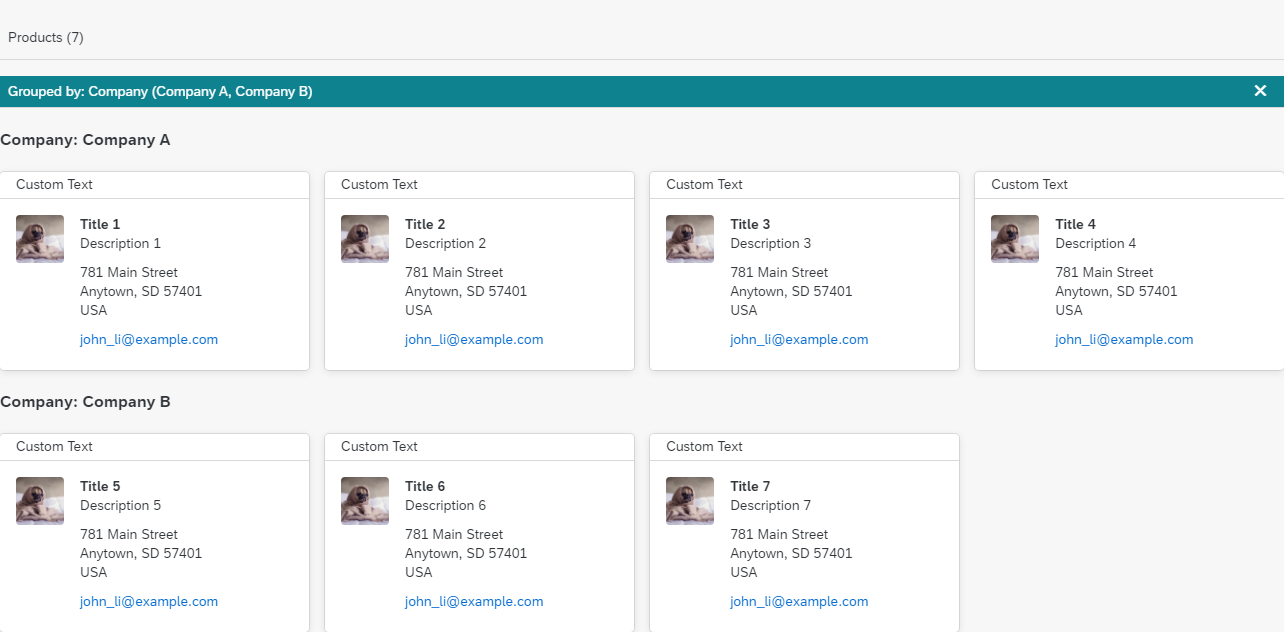 Products (7)
Grouped by: Company (Company A, Company B)
Company: Company A
Custom Text
Title 1
Description 1
781 Main Street
Anytown, SD 57401
USA
john_li@example.com
Custom Text
Title 2
Description 2
781 Main Street
Anytown, SD 57401
USA
john_li@example.com
Custom Text
Title 3
Description 3
781 Main Street
Anytown, SD 57401
USA
john_li@example.com
Custom Text
Title 4
Description 4
781 Main Street
Anytown, SD 57401
USA
john_li@example.com
Company: Company B
Custom Text
Title 5
Description 5
781 Main Street
Anytown, SD 57401
USA
john_li@example.com
Custom Text
Title 6
Description 6
781 Main Street
Anytown, SD 57401
USA
john_li@example.com
Custom Text
Title 7
Description 7
781 Main Street
Anytown, SD 57401
USA
john_li@example.com